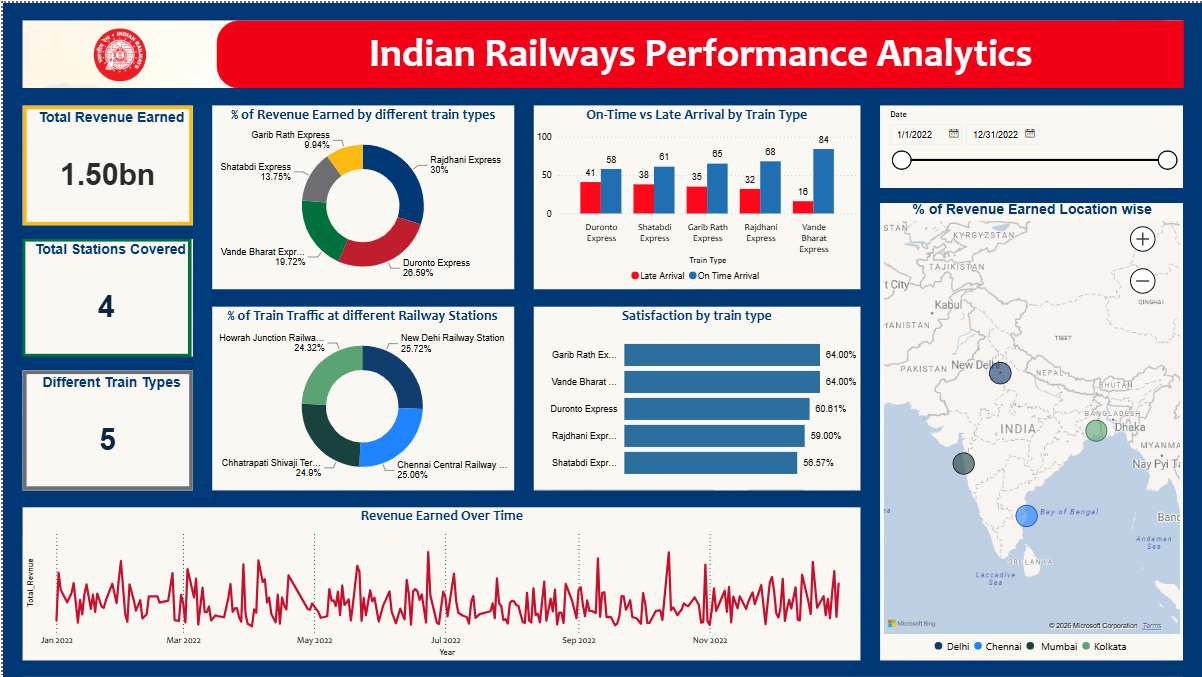 Indian Railways Performance Analytics
Total Revenue Earned
1.50bn
Total Stations Covered
4
Different Train Types
5
% of Revenue Earned by different train types
Garib Rath Express
9.94%
Rajdhani Express
30%
Shatabdi Express
13.75%
Vande Bharat Expr...
19.72%
Duronto Express
26.59%
On-Time vs Late Arrival by Train Type
100
50
0
41
58
38
61
35
65
32
68
16
84
Duronto
Express
Shatabdi
Express
Garib Rath
Express
Rajdhani
Express
Vande
Bharat
Express
Train Type
Late Arrival
On Time Arrival
Date
1/1/2022
12/31/2022
% of Train Traffic at different Railway Stations
Howrah Junction Railwa...
24.32%
New Dehi Railway Station
25.72%
Chhatrapati Shivaji Ter...
24.9%
Chennai Central Railway ...
25.06%
Satisfaction by train type
Garib Rath Ex...
64.00%
Vande Bharat ...
64.00%
Duronto Express
60.61%
Rajdhani Expr...
59.00%
Shatabdi Expr...
56.57%
% of Revenue Earned Location wise
STAN
KYRGYZSTAN
TAJIKISTAN
t City
Kabul
QINGHAI
HANISTAN
TIBET
PAKISTAN
New Delhi
NEPAL
BHUTAN
BANGLADESH
INDIA
Dhaka
MYANMA
Nay Pyi Ta
Bay of Bengal
Bang
Andaman
Sea
SRI LANKA
Laccadive
Sea
Microsoft Bing
© 2026 Microsoft Corporation
Terms
Delhi
Chennai
Mumbai
Kolkata
Revenue Earned Over Time
Total_Revnue
Jan 2022
Mar 2022
May 2022
Jul 2022
Sep 2022
Nov 2022
Year